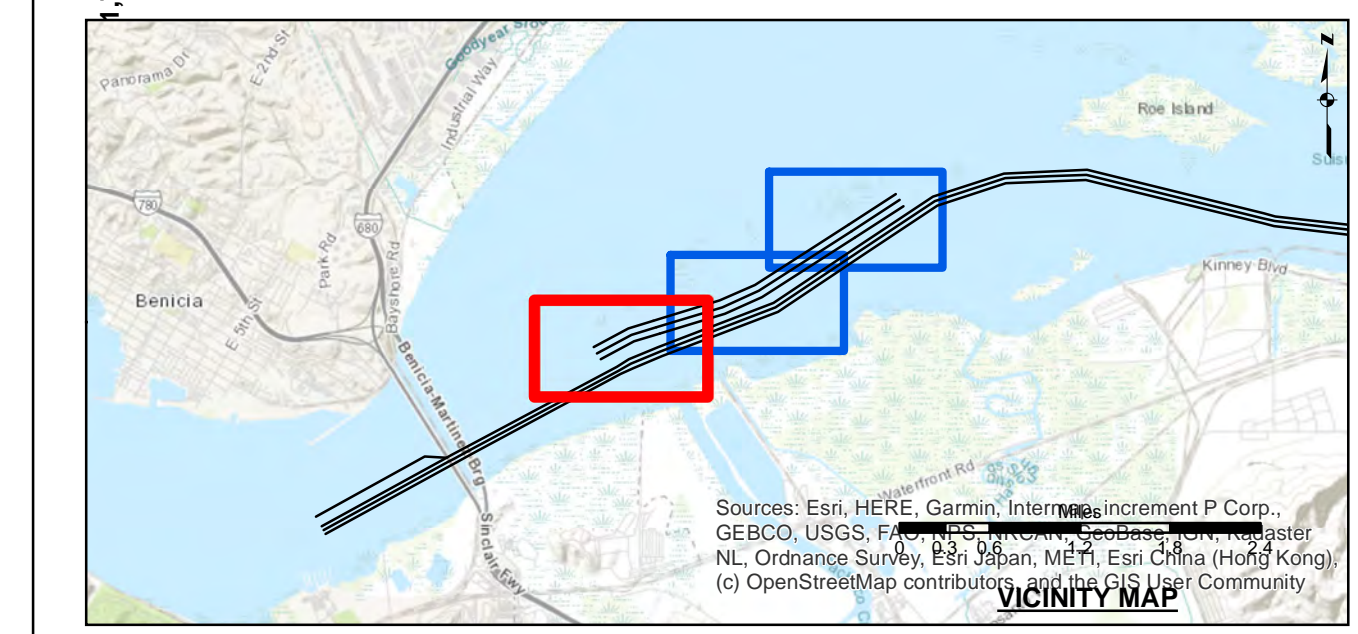 Goodyear Slou
Panorama Dr
E 2nd St
Industrial Way
N
Roe Island
Suis
780
680
Park Rd
Bayshore Rd
Kinney Blvd
Benicia
E 5th St
Benicia-Martinez Brg
Waterfront Rd
Sinclair Fwy
Miles
0 0.3 0.6 1.2 1.8 2.4
Sources: Esri, HERE, Garmin, Intermap, increment P Corp.,
GEBCO, USGS, FAO, NPS, NRCAN, GeoBase, IGN, Kadaster
NL, Ordnance Survey, Esri Japan, METI, Esri China (Hong Kong),
(c) OpenStreetMap contributors, and the GIS User Community
VICINITY MAP